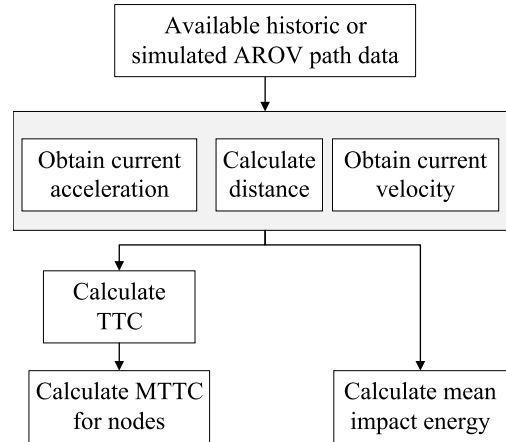 Available historic or
simulated AROV path data
Obtain current
acceleration
Calculate
distance
Obtain current
velocity
Calculate
TTC
Calculate MTTC
for nodes
Calculate mean
impact energy